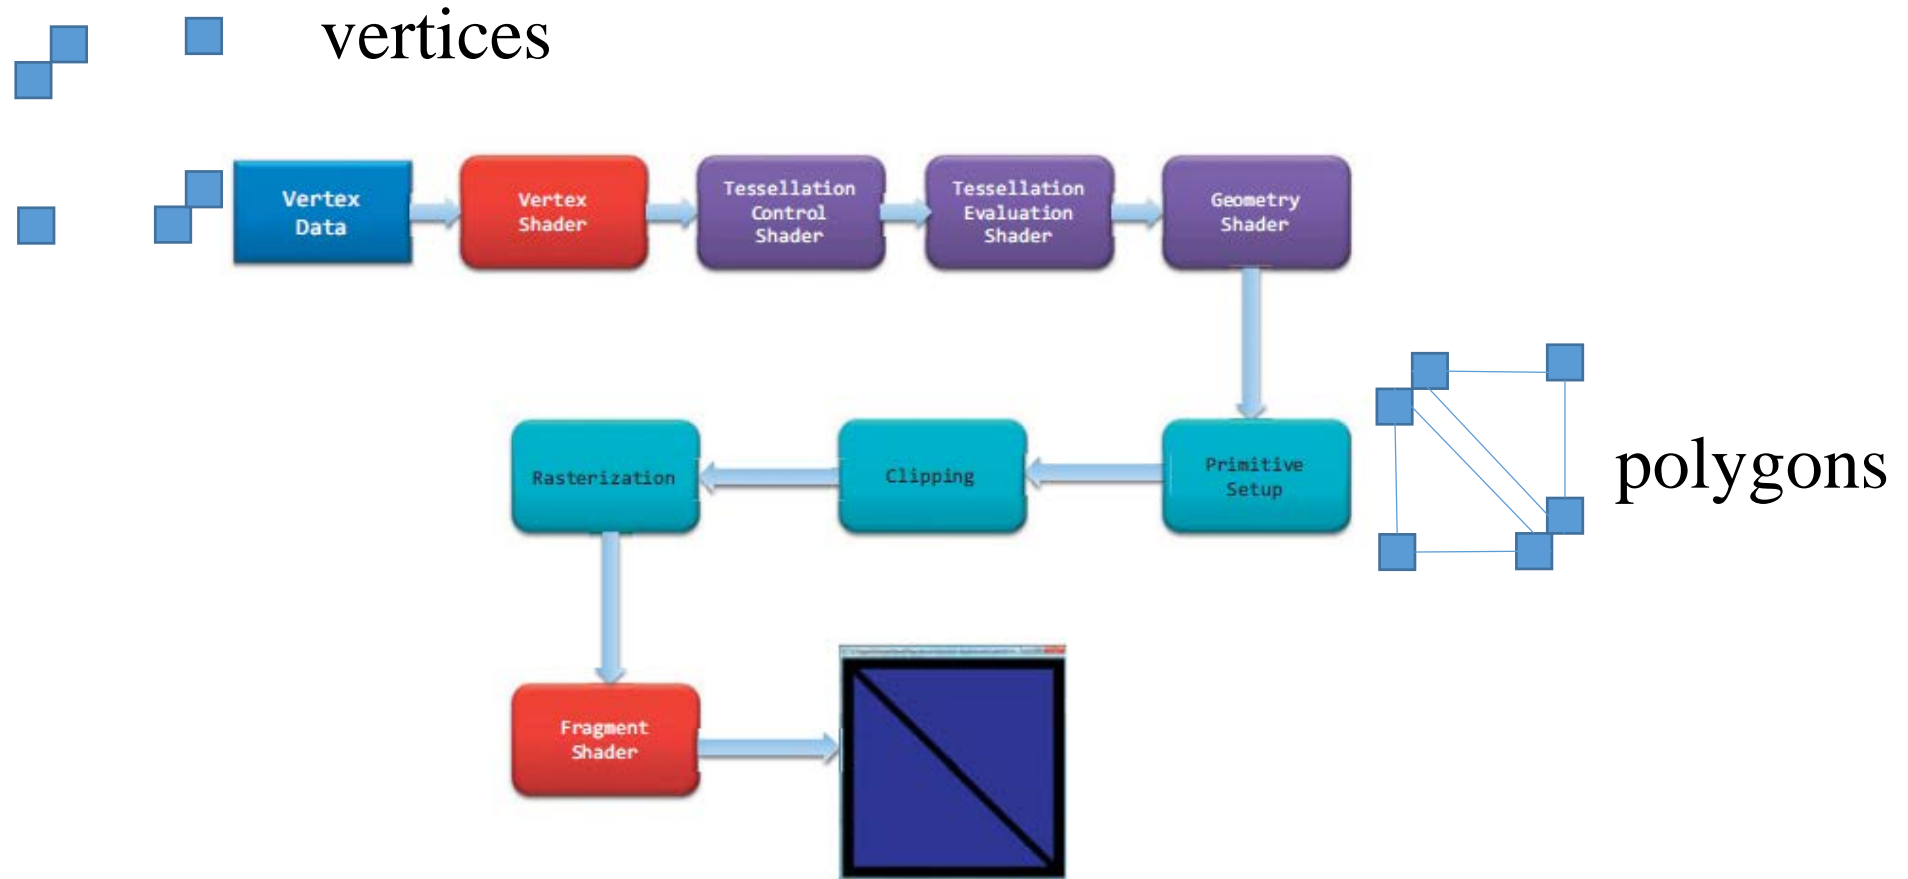 vertices
Vertex
Data
Vertex
Shader
Tessellation
Control
Shader
Tessellation
Evaluation
Shader
Geometry
Shader
Rasterization
Clipping
Primitive
Setup
polygons
Fragment
Shader